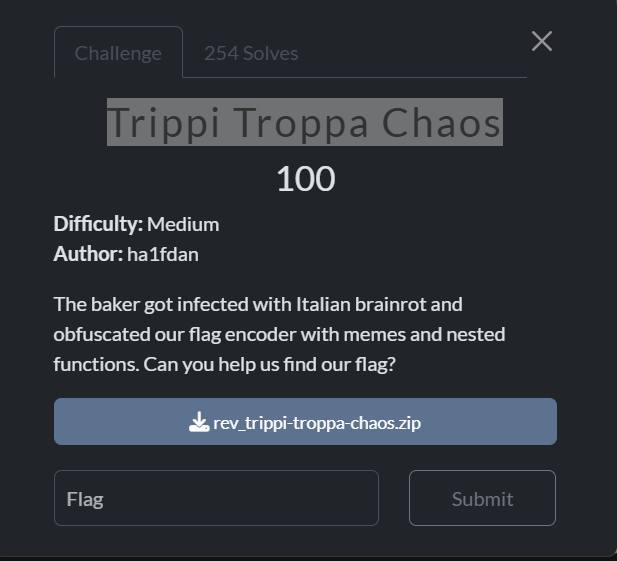 Challenge
254 Solves
Trippi Troppa Chaos
100
Difficulty: Medium
Author: ha1fdan
The baker got infected with Italian brainrot and
obfuscated our flag encoder with memes and nested
functions. Can you help us find our flag?
rev_trippi-troppa-chaos.zip
Flag
Submit